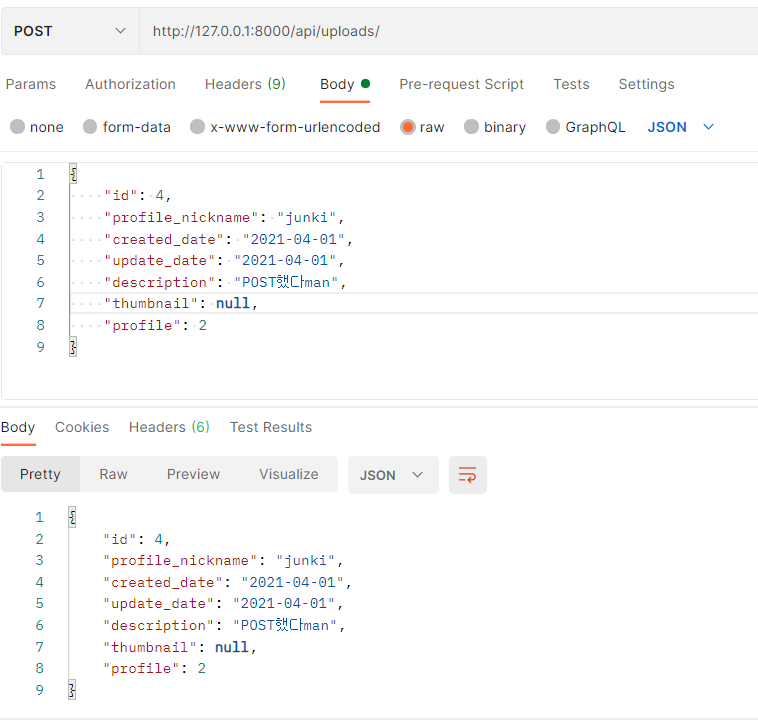 POST http://127.0.0.1:8000/api/uploads/
Params Authorization Headers (9) Body Pre-request Script Tests Settings
none form-data x-www-form-urlencoded raw binary GraphQL JSON
1 {
2 "id": 4,
3 "profile_nickname": "junki",
4 "created_date": "2021-04-01",
5 "update_date": "2021-04-01",
6 "description": "POST했다man",
7 "thumbnail": null,
8 "profile": 2
9 }
Body Cookies Headers (6) Test Results
Pretty Raw Preview Visualize JSON
1 {
2 "id": 4,
3 "profile_nickname": "junki",
4 "created_date": "2021-04-01",
5 "update_date": "2021-04-01",
6 "description": "POST했다man",
7 "thumbnail": null,
8 "profile": 2
9 }